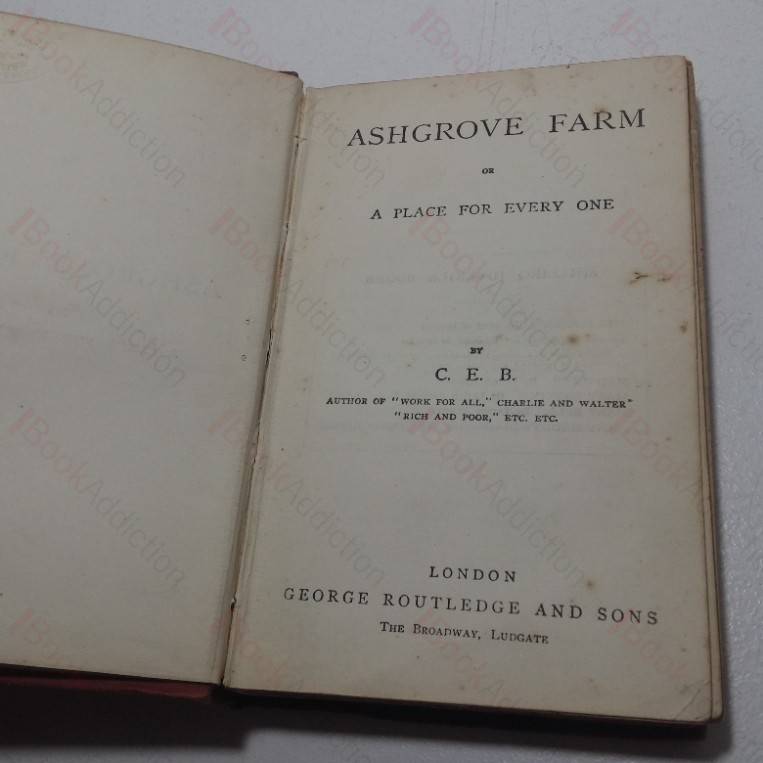 ASHGROVE FARM
OR
A PLACE FOR EVERY ONE
BY
C. E. B.
AUTHOR OF "WORK FOR ALL," CHARLIE AND WALTER"
"RICH AND POOR," ETC. ETC.
LONDON
GEORGE ROUTLEDGE AND SONS
THE BROADWAY, LUDGATE
BookAddiction